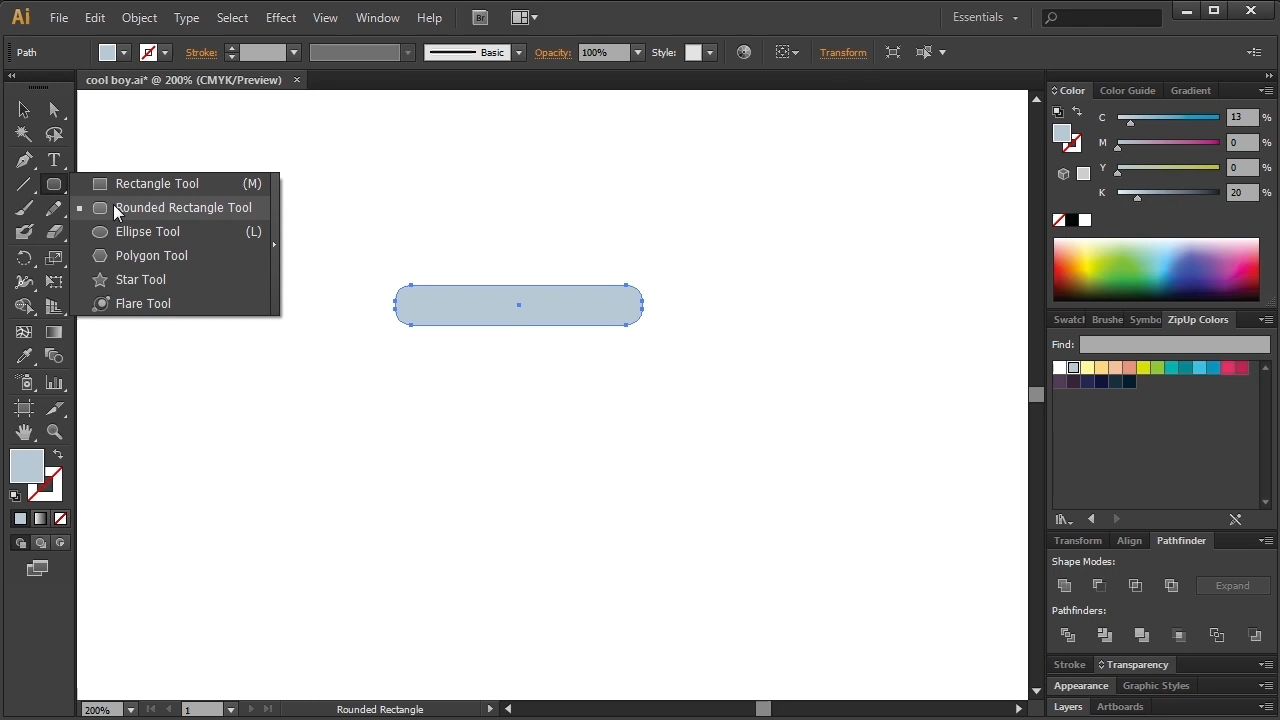 Ai File Edit Object Type Select Effect View Window Help Br Essentials
Path Stroke: Basic Opacity: 100% Style: Transform
cool boy.ai* @ 200% (CMYK/Preview)
Color Color Guide Gradient
C 13 %
M 0 %
Y 0 %
K 20 %
T
Rectangle Tool (M)
Rounded Rectangle Tool
Ellipse Tool (L)
Polygon Tool
Star Tool
Flare Tool
Swatcl Brushe Symbo ZipUp Colors
Find:
Transform Align Pathfinder
Shape Modes:
Expand
Pathfinders:
Stroke Transparency
Appearance Graphic Styles
Layers Artboards
200% 1 Rounded Rectangle